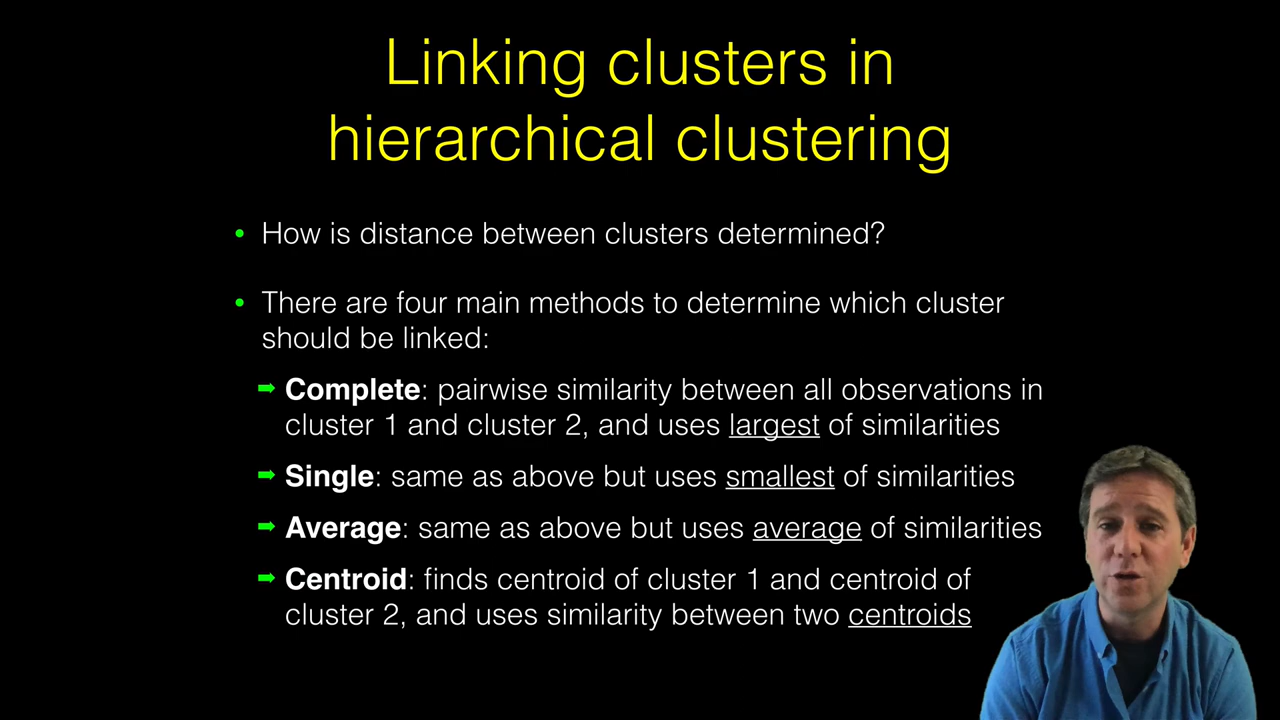 Linking clusters in
hierarchical clustering
• How is distance between clusters determined?
• There are four main methods to determine which cluster
should be linked:
➡ Complete: pairwise similarity between all observations in
cluster 1 and cluster 2, and uses largest of similarities
➡ Single: same as above but uses smallest of similarities
➡ Average: same as above but uses average of similarities
➡ Centroid: finds centroid of cluster 1 and centroid of
cluster 2, and uses similarity between two centroids